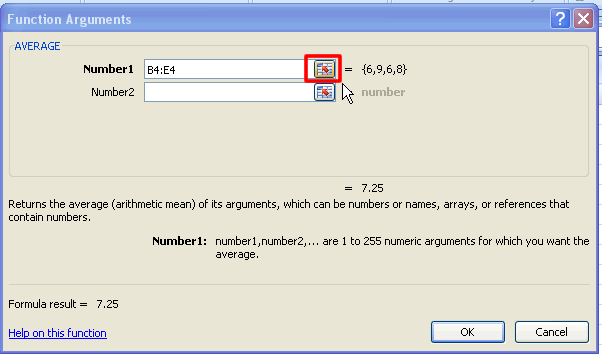 Function Arguments
AVERAGE
Number1 B4:E4 = {6,9,6,8}
Number2 number
= 7.25
Returns the average (arithmetic mean) of its arguments, which can be numbers or names, arrays, or references that
contain numbers.
Number1: number1,number2,... are 1 to 255 numeric arguments for which you want the
average.
Formula result = 7.25
Help on this function OK Cancel